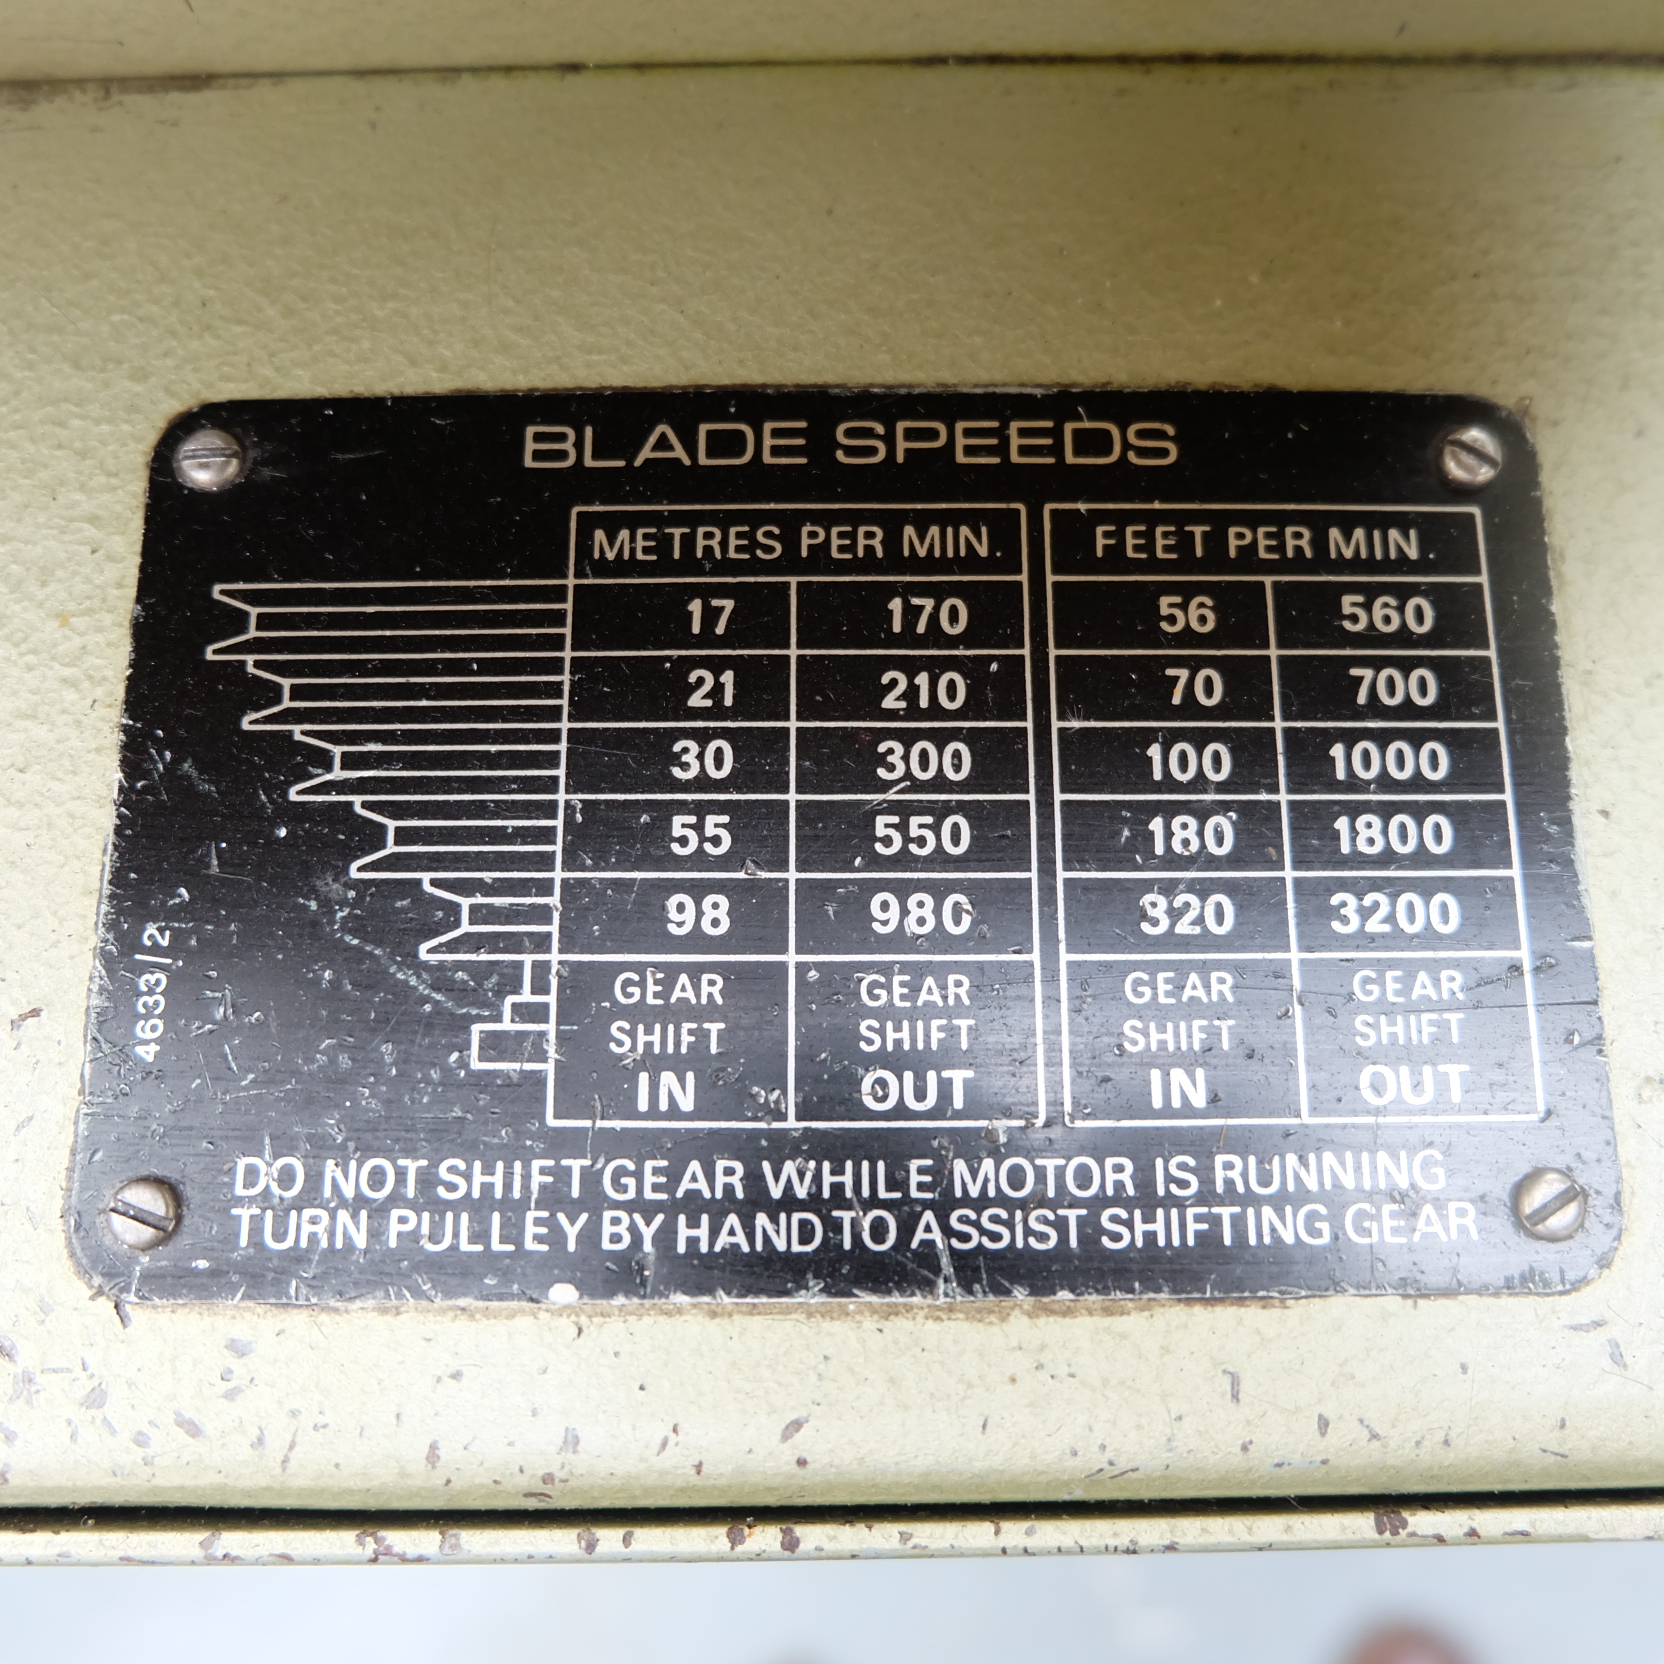 BLADE SPEEDS
METRES PER MIN. FEET PER MIN.
17 170 56 560
21 210 70 700
30 300 100 1000
55 550 180 1800
98 980 320 3200
GEAR GEAR GEAR GEAR
SHIFT SHIFT SHIFT SHIFT
IN OUT IN OUT
4633/2
DO NOT SHIFT GEAR WHILE MOTOR IS RUNNING
TURN PULLEY BY HAND TO ASSIST SHIFTING GEAR